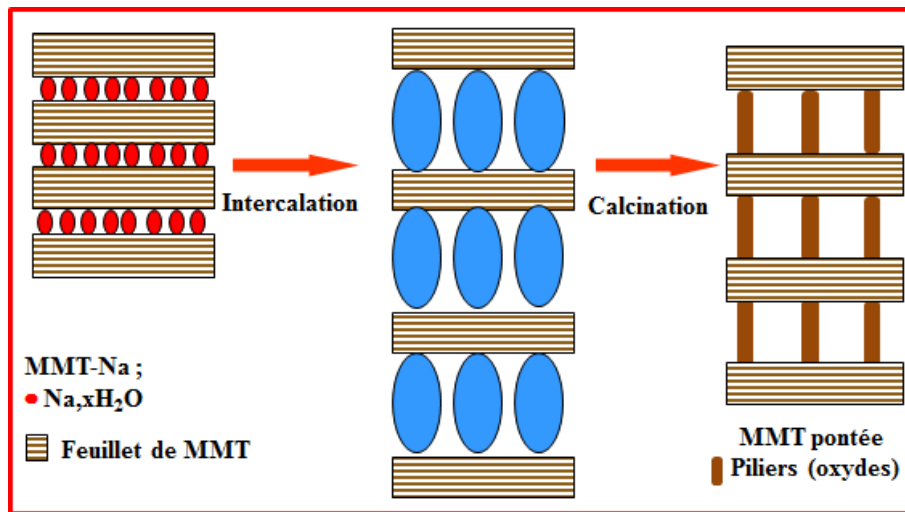 Intercalation
Calcination
MMT-Na ;
Na,xH₂O
Feuillet de MMT
MMT pontée
Piliers (oxydes)